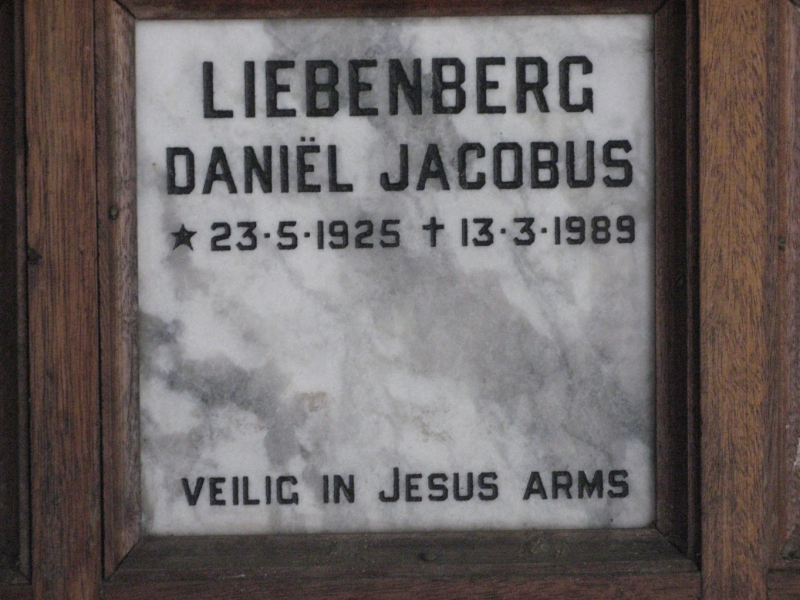 LIEBENBERG
DANIËL JACOBUS
★ 23·5·1925 † 13·3·1989
VEILIG IN JESUS ARMS